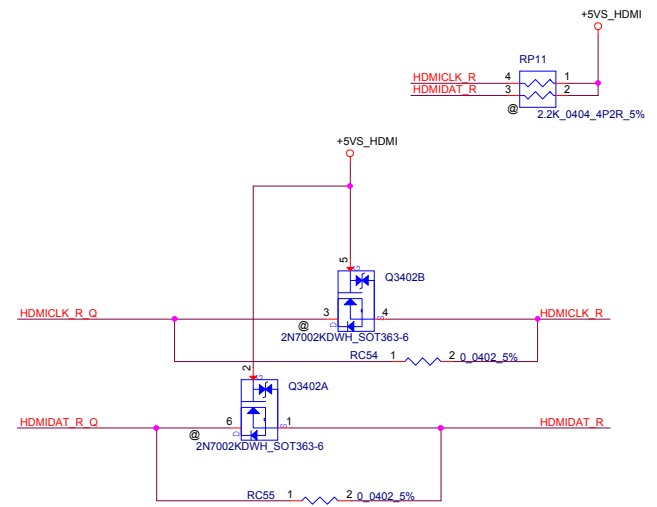 +5VS_HDMI
RP11
HDMICLK_R 4 1
HDMIDAT_R 3 2
@
2.2K_0404_4P2R_5%
+5VS_HDMI
5
G
Q3402B
HDMICLK_R_Q 3 4 HDMICLK_R
D S
@
2N7002KDWH_SOT363-6
RC54 1 2 0_0402_5%
2
G
Q3402A
HDMIDAT_R_Q 6 1 HDMIDAT_R
D S
@
2N7002KDWH_SOT363-6
RC55 1 2 0_0402_5%